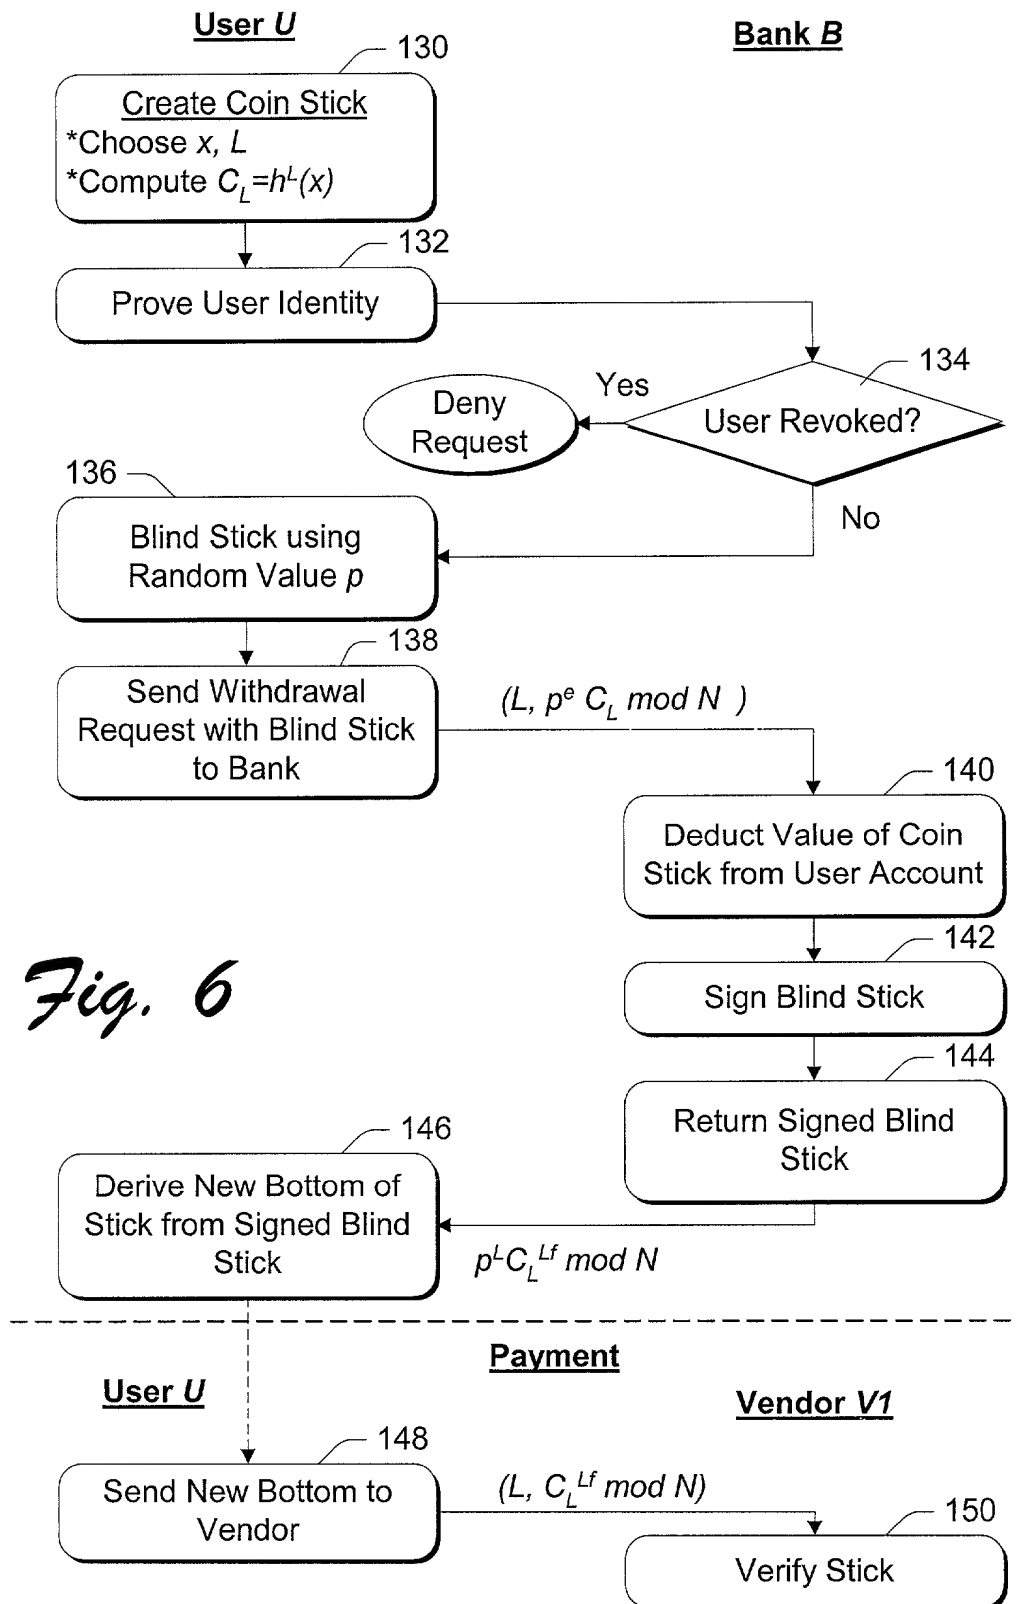 User U
Bank B
130
Create Coin Stick
*Choose x, L
*Compute C_L=h^L(x)
132
Prove User Identity
134
User Revoked?
Yes
Deny
Request
No
136
Blind Stick using
Random Value p
138
Send Withdrawal
Request with Blind Stick
to Bank
(L, p^e C_L mod N )
140
Deduct Value of Coin
Stick from User Account
142
Sign Blind Stick
144
Return Signed Blind
Stick
Fig. 6
146
Derive New Bottom of
Stick from Signed Blind
Stick
p^L C_L^Lf mod N
Payment
User U
Vendor V1
148
Send New Bottom to
Vendor
(L, C_L^Lf mod N)
150
Verify Stick